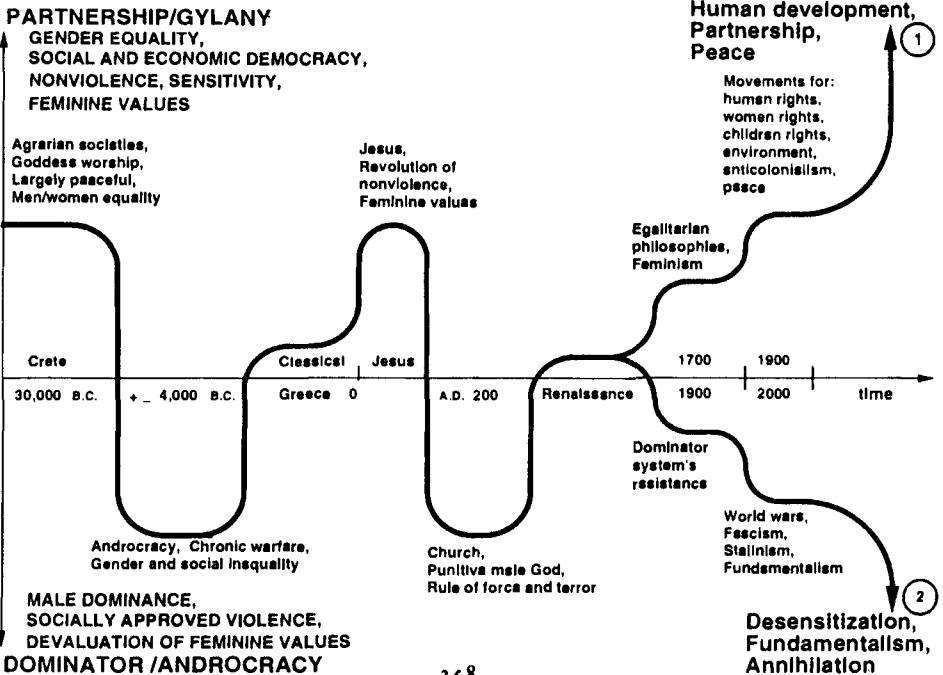 PARTNERSHIP/GYLANY
GENDER EQUALITY,
SOCIAL AND ECONOMIC DEMOCRACY,
NONVIOLENCE, SENSITIVITY,
FEMININE VALUES
Human development,
Partnership,
Peace
1
Movements for:
human rights,
women rights,
children rights,
environment,
anticolonialism,
peace
Agrarian societies,
Goddess worship,
Largely peaceful,
Men/women equality
Jesus,
Revolution of
nonviolence,
Feminine values
Egalitarian
philosophies,
Feminism
Crete
Classical
Jesus
1700
1900
30,000 B.C.
+ _ 4,000 B.C.
Greece 0
A.D. 200
Renaissance
1900
2000
time
Dominator
system's
resistance
World wars,
Fascism,
Stalinism,
Fundamentalism
Androcracy, Chronic warfare,
Gender and social inequality
Church,
Punitive male God,
Rule of force and terror
MALE DOMINANCE,
SOCIALLY APPROVED VIOLENCE,
DEVALUATION OF FEMININE VALUES
DOMINATOR /ANDROCRACY
2
Desensitization,
Fundamentalism,
Annihilation